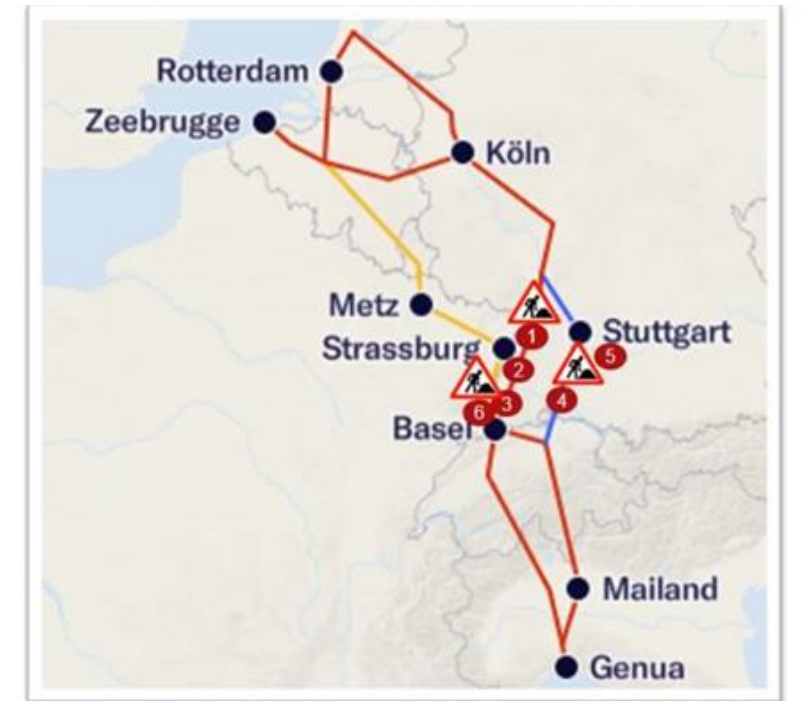 Rotterdam
Zeebrugge
Köln
Metz
1
Stuttgart
Strassburg
2
5
6
3
4
Basel
Mailand
Genua